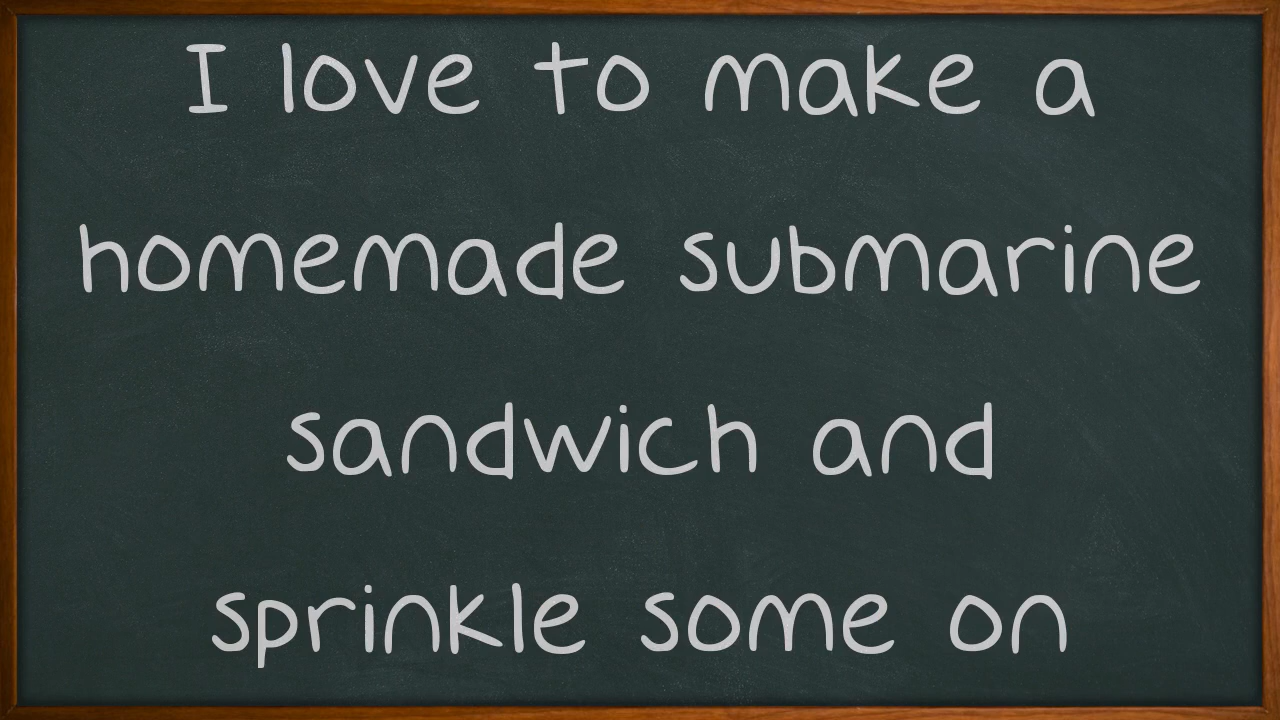 I love to make a
homemade submarine
sandwich and
sprinkle some on